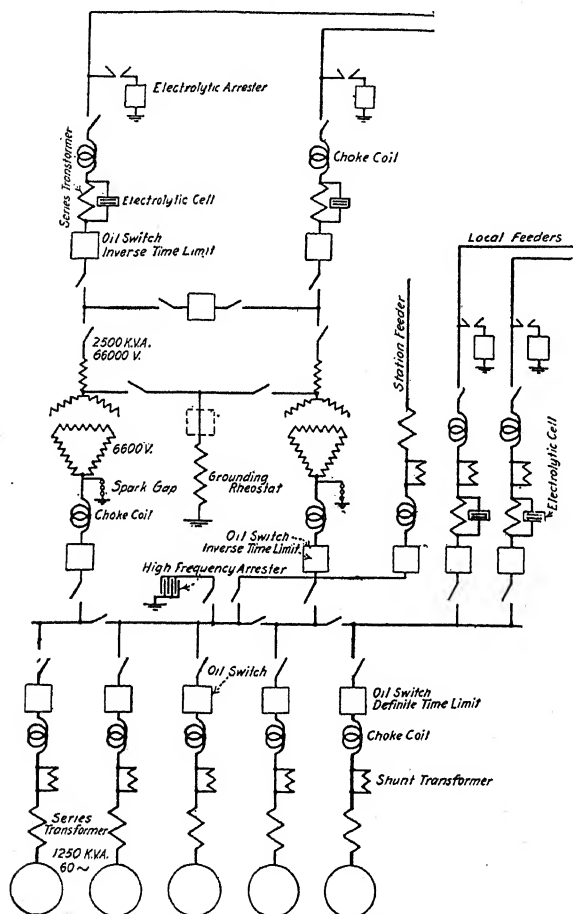 Electrolytic Arrester
Series Transformer
Choke Coil
Electrolytic Cell
Oil Switch
Inverse Time Limit
Local Feeders
2500 K.V.A.
66000 V.
Station Feeder
6600 V.
Electrolytic Cell
Spark Gap
Grounding
Rheostat
Choke Coil
Oil Switch
Inverse Time Limit
High Frequency Arrester
Oil Switch
Oil Switch
Definite Time Limit
Choke Coil
Shunt Transformer
Series
Transformer
1250 K.V.A.
60~